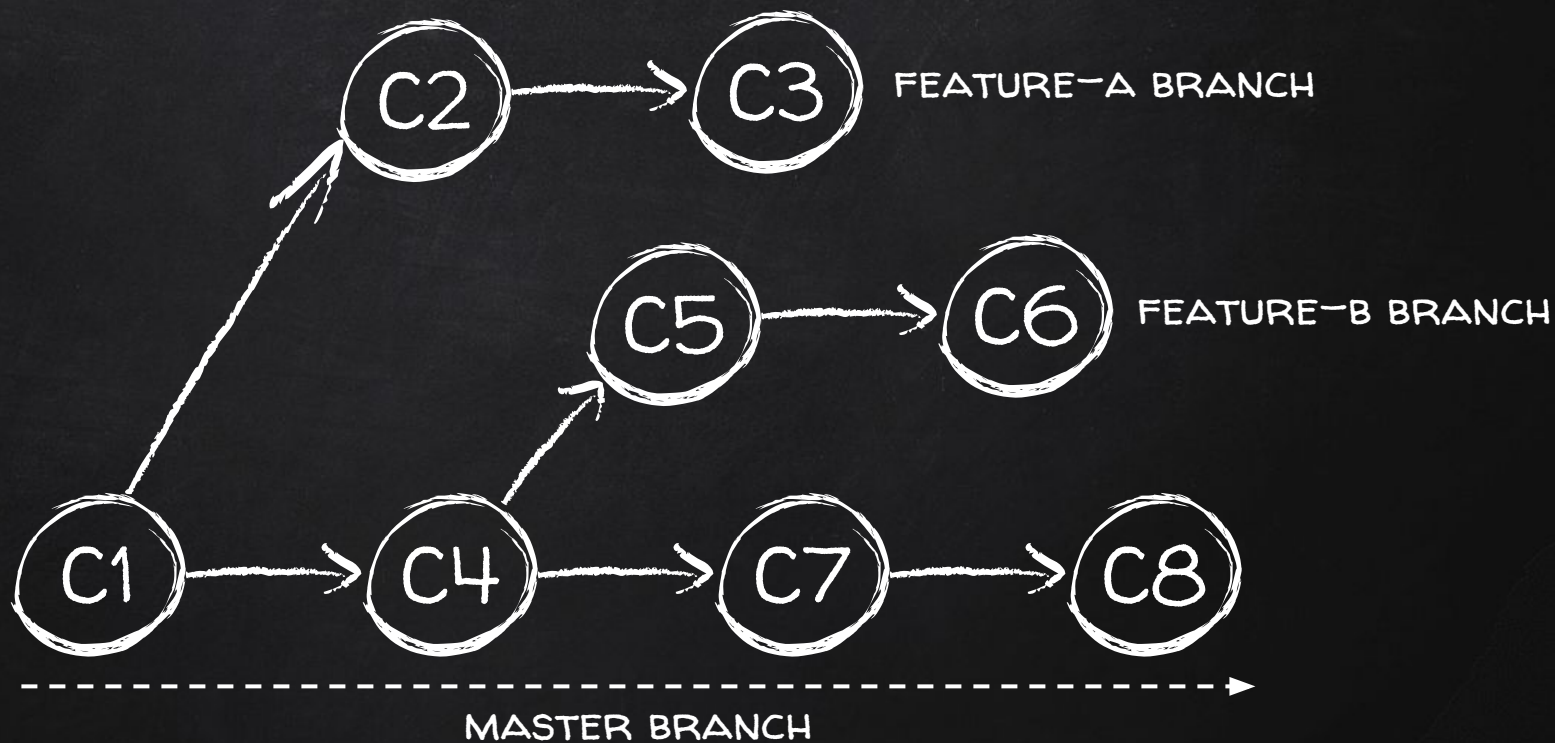 C2
C3
FEATURE-A BRANCH
C5
C6
FEATURE-B BRANCH
C1
C4
C7
C8
MASTER BRANCH